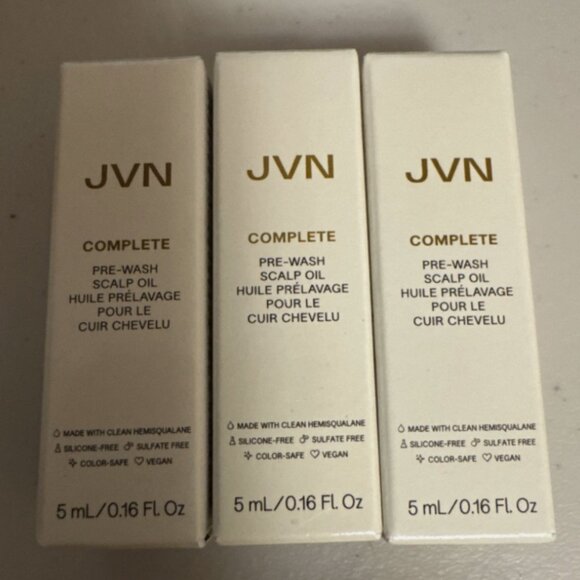 JVN
COMPLETE
PRE-WASH
SCALP OIL
HUILE PRÉLAVAGE
POUR LE
CUIR CHEVELU
MADE WITH CLEAN HEMISQUALANE
SILICONE-FREE SULFATE FREE
COLOR-SAFE VEGAN
5 mL/0.16 Fl. Oz
JVN
COMPLETE
PRE-WASH
SCALP OIL
HUILE PRÉLAVAGE
POUR LE
CUIR CHEVELU
MADE WITH CLEAN HEMISQUALANE
SILICONE-FREE SULFATE FREE
COLOR-SAFE VEGAN
5 mL/0.16 Fl. Oz
JVN
COMPLETE
PRE-WASH
SCALP OIL
HUILE PRÉLAVAGE
POUR LE
CUIR CHEVELU
MADE WITH CLEAN HEMISQUALANE
SILICONE-FREE SULFATE FREE
COLOR-SAFE VEGAN
5 mL/0.16 Fl. Oz